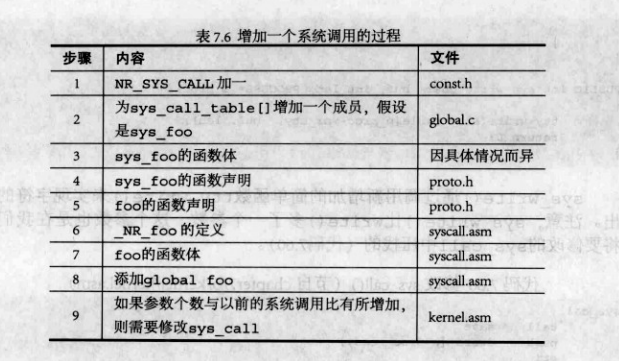 表7.6 增加一个系统调用的过程
步骤 内容 文件
1 NR_SYS_CALL加一 const.h
2 为sys_call_table[]增加一个成员，假设是sys_foo global.c
3 sys_foo的函数体 因具体情况而异
4 sys_foo的函数声明 proto.h
5 foo的函数声明 proto.h
6 _NR_foo的定义 syscall.asm
7 foo的函数体 syscall.asm
8 添加global foo syscall.asm
9 如果参数个数与以前的系统调用比有所增加，则需要修改sys_call kernel.asm